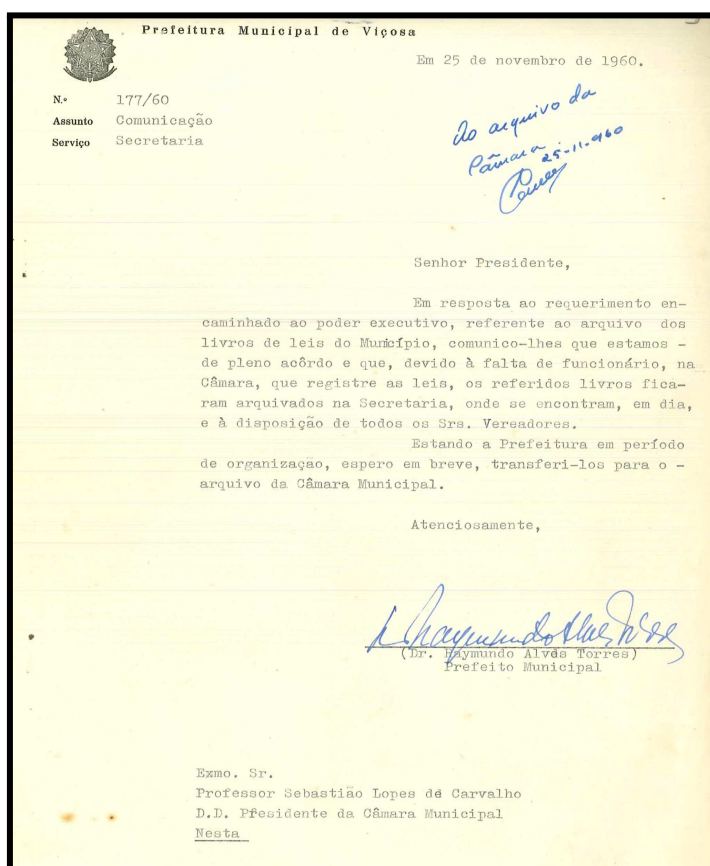 Prefeitura Municipal de Viçosa
Em 25 de novembro de 1960.
N.º 177/60
Assunto Comunicação
Serviço Secretaria
Ao arquivo da
Câmara
25-11-960
Senhor Presidente,
Em resposta ao requerimento en-
caminhado ao poder executivo, referente ao arquivo dos
livros de leis do Município, comunico-lhes que estamos -
de pleno acôrdo e que, devido à falta de funcionário, na
Câmara, que registre as leis, os referidos livros fica-
ram arquivados na Secretaria, onde se encontram, em dia,
e à disposição de todos os Srs. Vereadores.
Estando a Prefeitura em período
de organização, espero em breve, transferi-los para o -
arquivo da Câmara Municipal.
Atenciosamente,
Raymundo Alves Torres
(Dr. Raymundo Alves Torres)
Prefeito Municipal
Exmo. Sr.
Professor Sebastião Lopes de Carvalho
D.D. Presidente da Câmara Municipal
Nesta